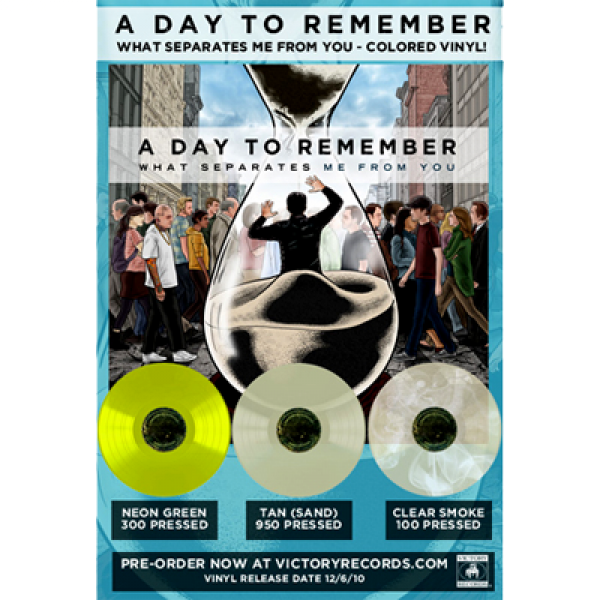 A DAY TO REMEMBER
WHAT SEPARATES ME FROM YOU - COLORED VINYL!
A DAY TO REMEMBER
WHAT SEPARATES ME FROM YOU
NEON GREEN
300 PRESSED
TAN (SAND)
950 PRESSED
CLEAR SMOKE
100 PRESSED
PRE-ORDER NOW AT VICTORYRECORDS.COM
VINYL RELEASE DATE 12/6/10
VICTORY
RECORDS